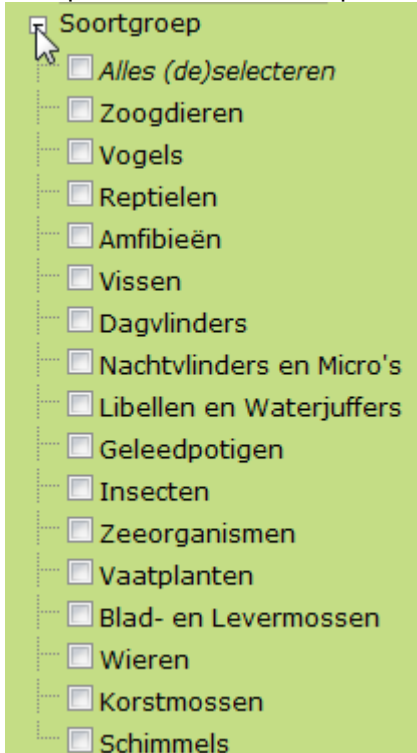 Soortgroep
Alles (de)selecteren
Zoogdieren
Vogels
Reptielen
Amfibieën
Vissen
Dagvlinders
Nachtvlinders en Micro's
Libellen en Waterjuffers
Geleedpotigen
Insecten
Zeeorganismen
Vaatplanten
Blad- en Levermossen
Wieren
Korstmossen
Schimmels